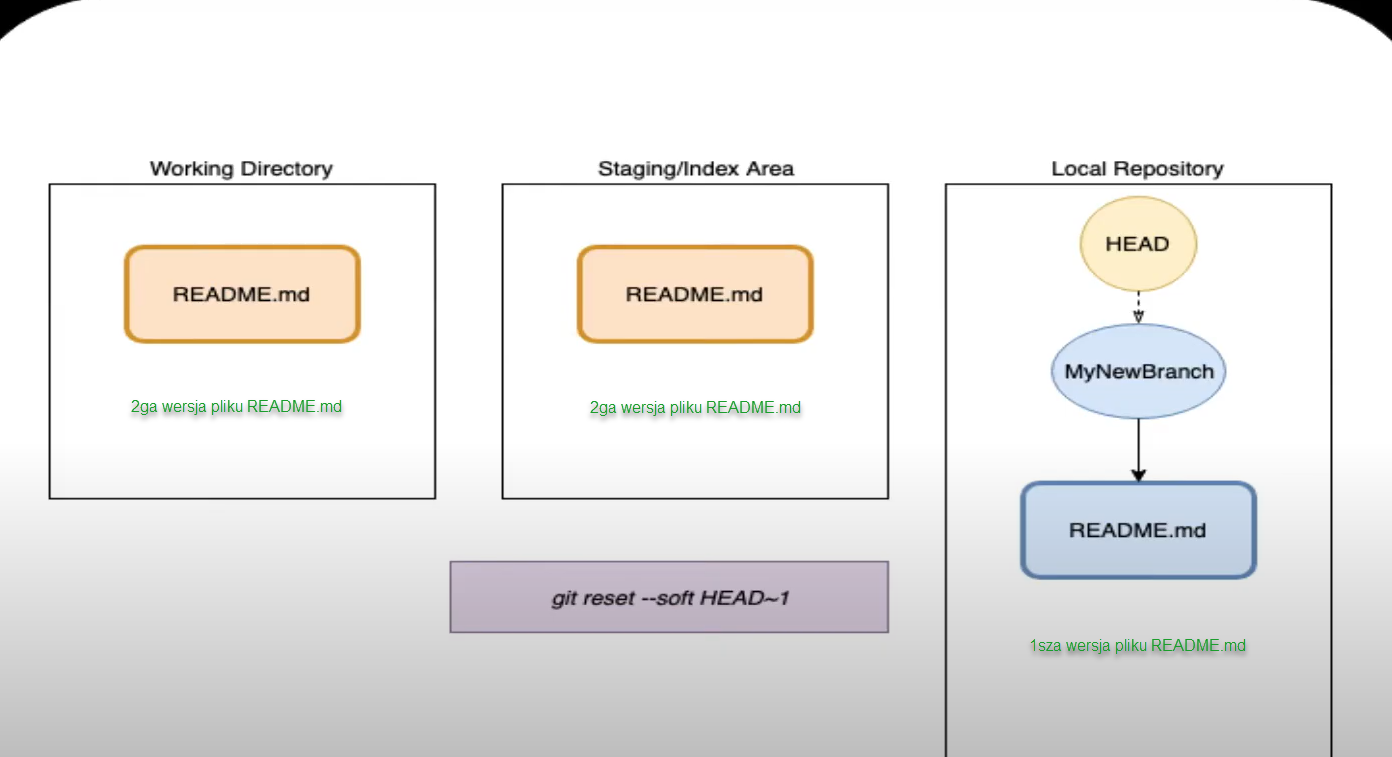 Working Directory
Staging/Index Area
Local Repository
HEAD
README.md
README.md
MyNewBranch
2ga wersja pliku README.md
2ga wersja pliku README.md
README.md
git reset --soft HEAD~1
1sza wersja pliku README.md